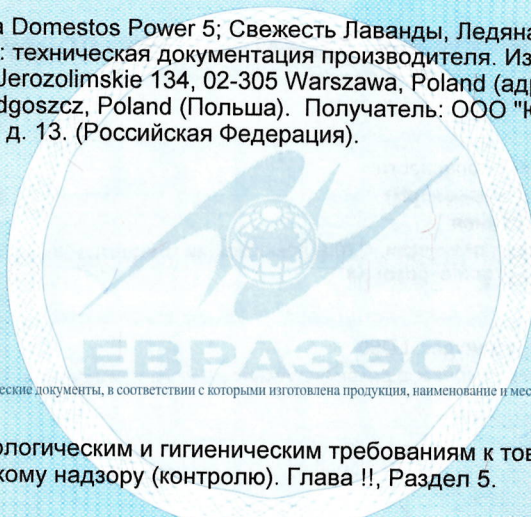 а Domestos Power 5; Свежесть Лаванды, Ледяна
: техническая документация производителя. Из
Jerozolimskie 134, 02-305 Warszawa, Poland (ад
dgoszcz, Poland (Польша). Получатель: ООО "К
д. 13. (Российская Федерация).
ЕВРАЗЭС
еские документы, в соответствии с которыми изготовлена продукция, наименование и мес
ологическим и гигиеническим требованиям к тов
кому надзору (контролю). Глава !!, Раздел 5.